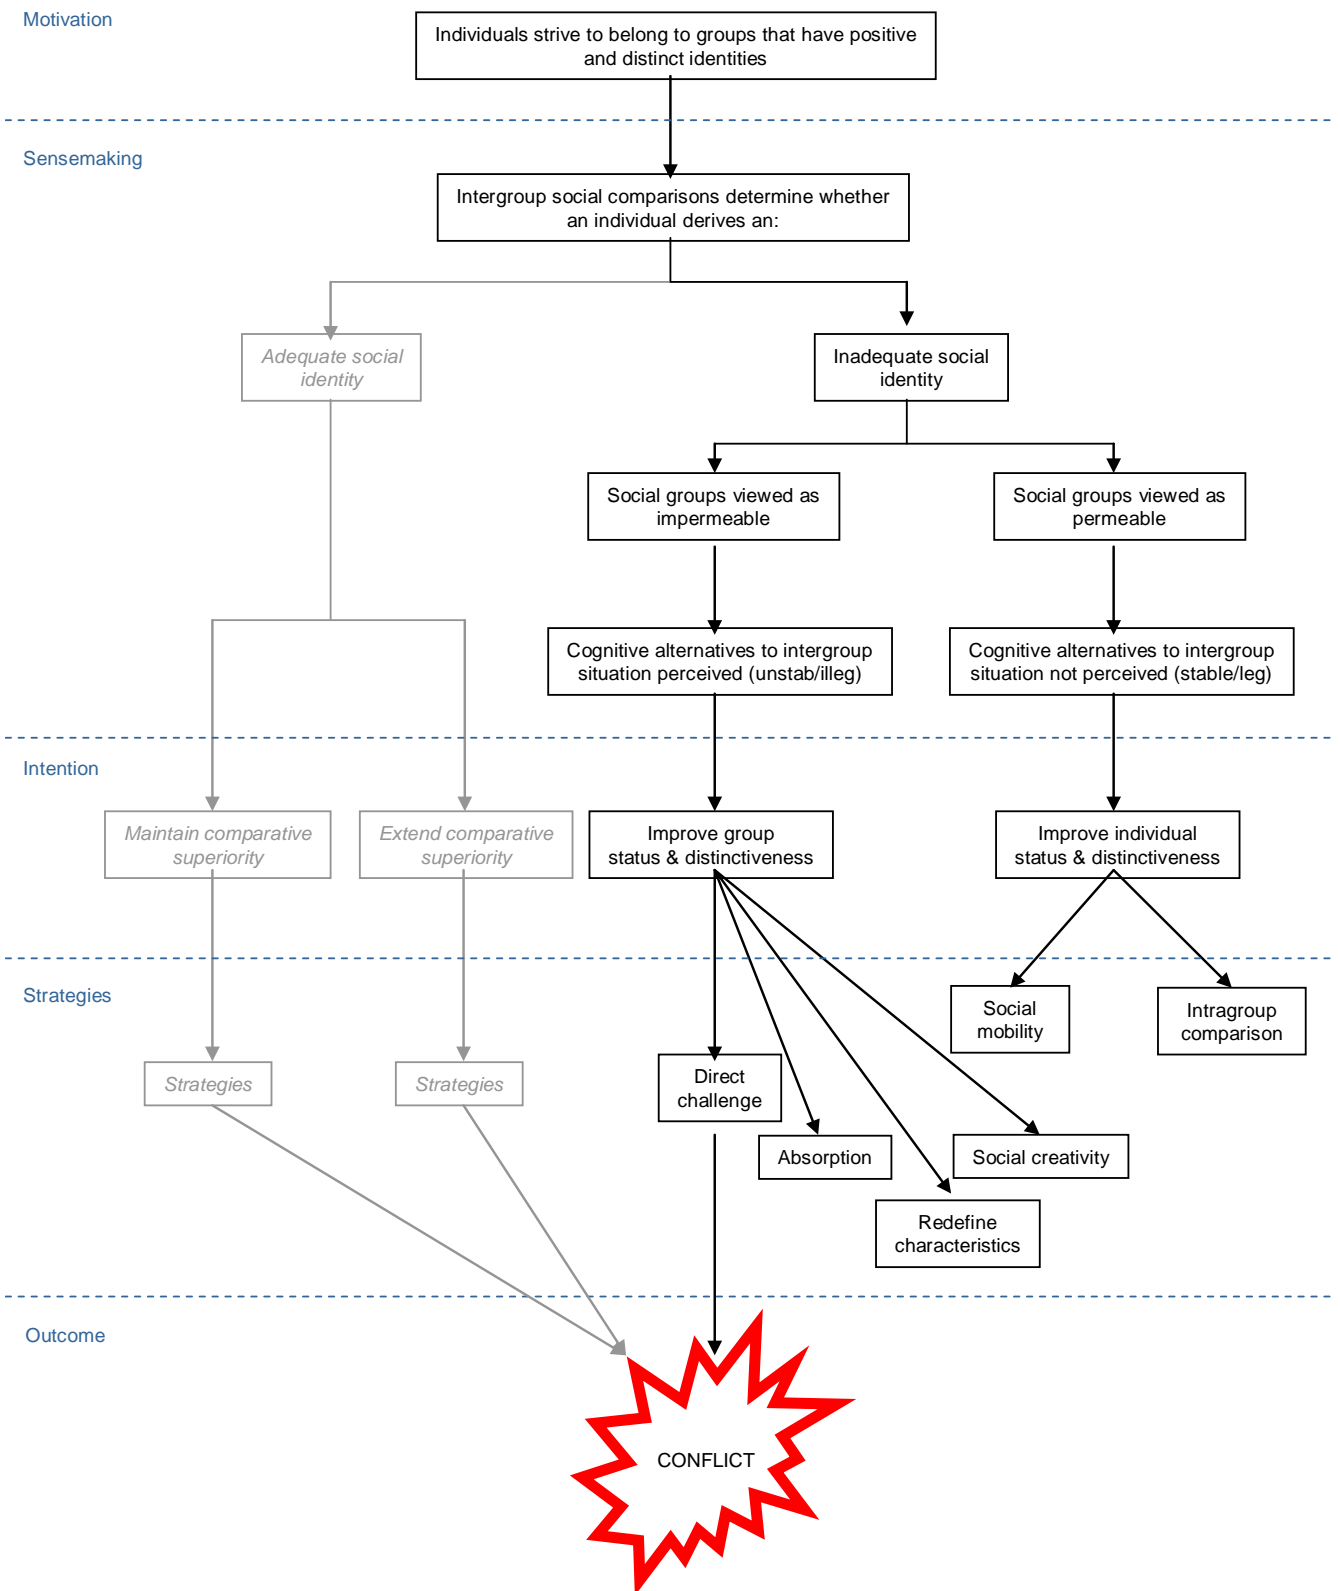 Motivation
Individuals strive to belong to groups that have positive
and distinct identities
Sensemaking
Intergroup social comparisons determine whether
an individual derives an:
Adequate social
identity
Inadequate social
identity
Social groups viewed as
impermeable
Social groups viewed as
permeable
Cognitive alternatives to intergroup
situation perceived (unstab/illeg)
Cognitive alternatives to intergroup
situation not perceived (stable/leg)
Intention
Maintain comparative
superiority
Extend comparative
superiority
Improve group
status & distinctiveness
Improve individual
status & distinctiveness
Strategies
Social
mobility
Intragroup
comparison
Strategies
Strategies
Direct
challenge
Absorption
Social creativity
Redefine
characteristics
Outcome
CONFLICT